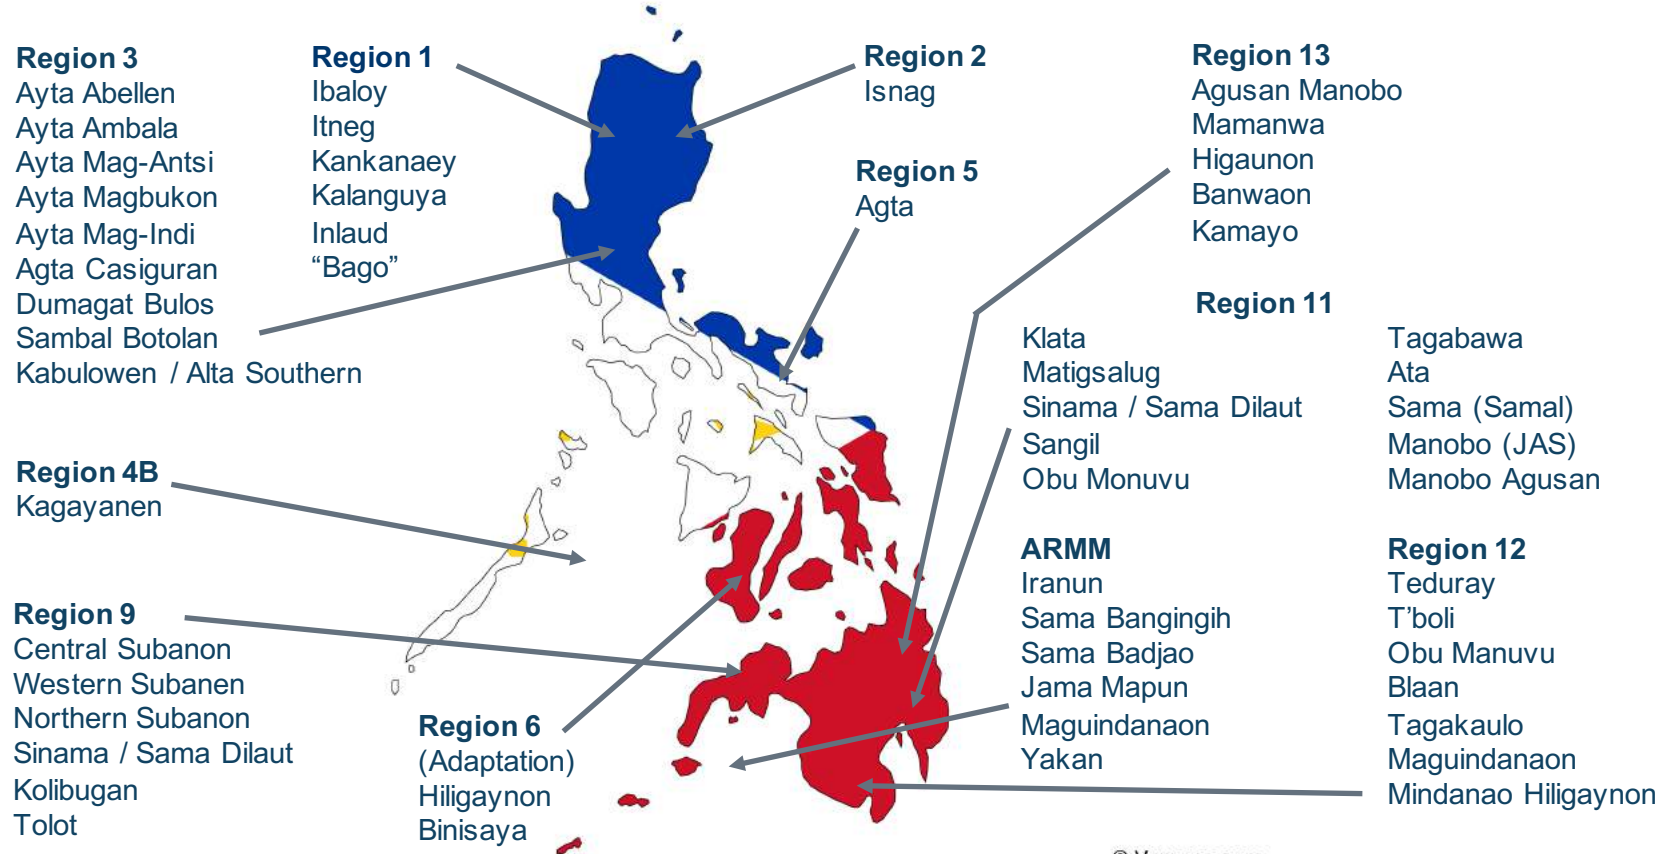 Region 3
Ayta Abellen
Ayta Ambala
Ayta Mag-Antsi
Ayta Magbukon
Ayta Mag-Indi
Agta Casiguran
Dumagat Bulos
Sambal Botolan
Kabulowen / Alta Southern
Region 1
Ibaloy
Itneg
Kankanaey
Kalanguya
Inlaud
“Bago”
Region 2
Isnag
Region 5
Agta
Region 13
Agusan Manobo
Mamanwa
Higaunon
Banwaon
Kamayo
Region 11
Klata
Matigsalug
Sinama / Sama Dilaut
Sangil
Obu Monuvu
Tagabawa
Ata
Sama (Samal)
Manobo (JAS)
Manobo Agusan
Region 4B
Kagayanen
Region 9
Central Subanon
Western Subanen
Northern Subanon
Sinama / Sama Dilaut
Kolibugan
Tolot
Region 6
(Adaptation)
Hiligaynon
Binisaya
ARMM
Iranun
Sama Bangingih
Sama Badjao
Jama Mapun
Maguindanaon
Yakan
Region 12
Teduray
T’boli
Obu Manuvu
Blaan
Tagakaulo
Maguindanaon
Mindanao Hiligaynon